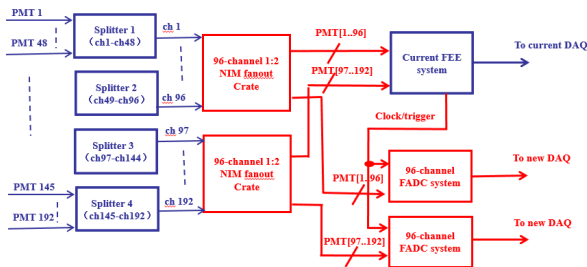 PMT 1
PMT 48
PMT 145
PMT 192
Splitter 1
(ch1-ch48)
Splitter 2
(ch49-ch96)
Splitter 3
(ch97-ch144)
Splitter 4
(ch145-ch192)
ch 1
ch 96
ch 97
ch 192
96-channel 1:2
NIM fanout
Crate
96-channel 1:2
NIM fanout
Crate
PMT[1..96]
PMT[97..192]
Current FEE
system
To current DAQ
Clock/trigger
PMT[1..96]
96-channel
FADC system
To new DAQ
PMT[97..192]
96-channel
FADC system
To new DAQ